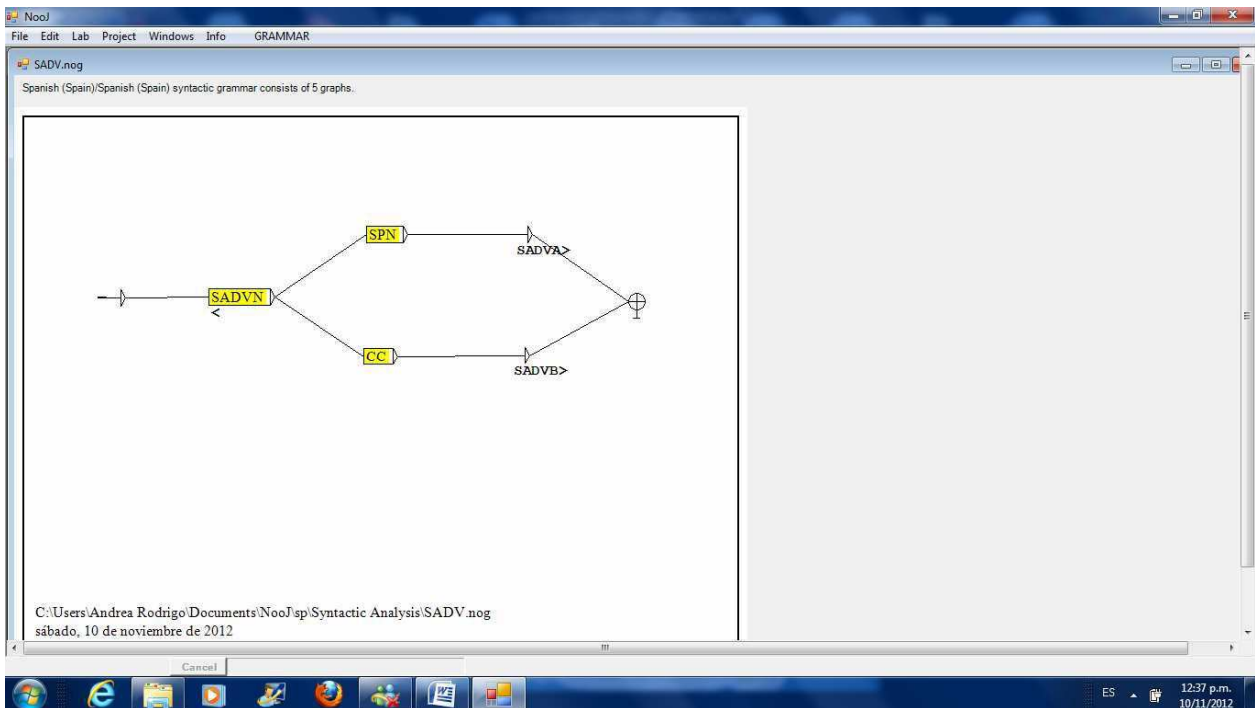 NooJ
File Edit Lab Project Windows Info GRAMMAR
SADV.nog
Spanish (Spain)/Spanish (Spain) syntactic grammar consists of 5 graphs.
SPN
SADVA>
SADVN
<
CC
SADVB>
C:\Users\Andrea Rodrigo\Documents\NooJ\sp\Syntactic Analysis\SADV.nog
sábado, 10 de noviembre de 2012
Cancel
ES 12:37 p.m.
10/11/2012